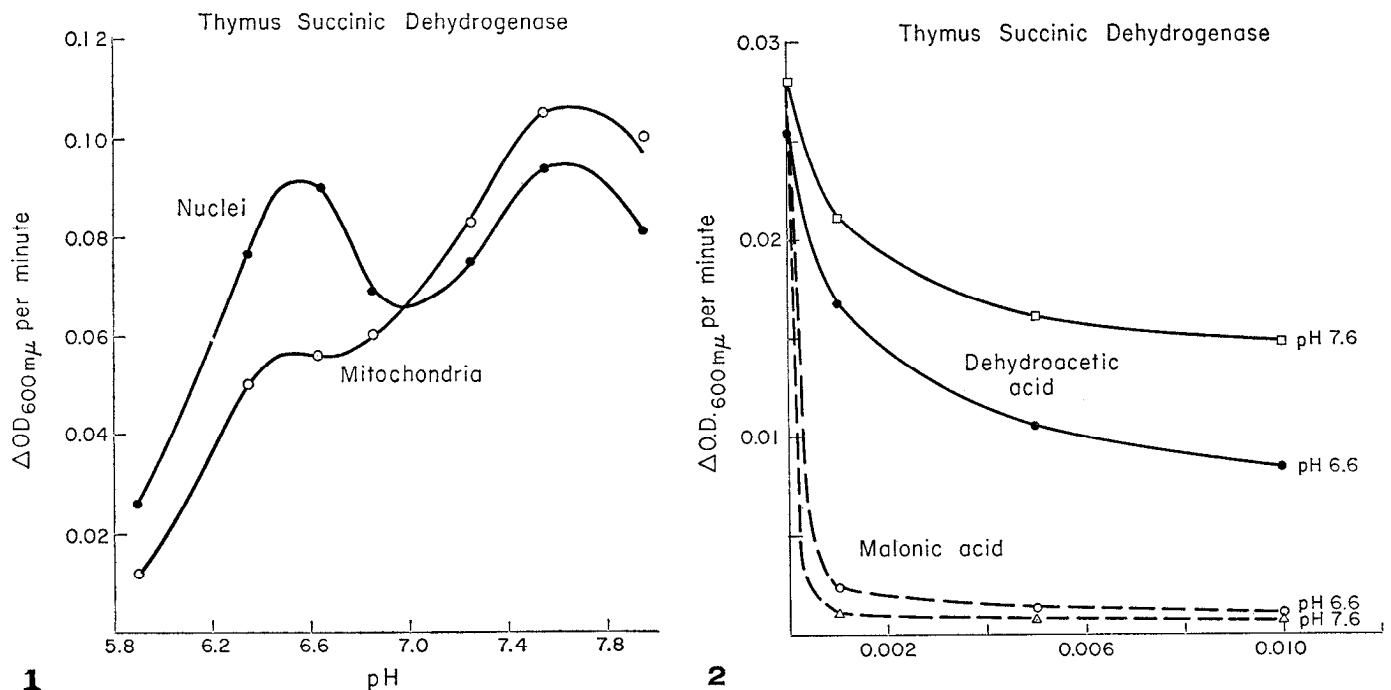 Thymus Succinic Dehydrogenase
0.12
0.10
0.08
0.06
0.04
0.02
ΔOD600mμ per minute
Nuclei
Mitochondria
5.8 6.2 6.6 7.0 7.4 7.8
pH
1
Thymus Succinic Dehydrogenase
0.03
0.02
0.01
ΔO.D.600mμ per minute
pH 7.6
Dehydroacetic
acid
pH 6.6
Malonic acid
pH 6.6
pH 7.6
0.002 0.006 0.010
2